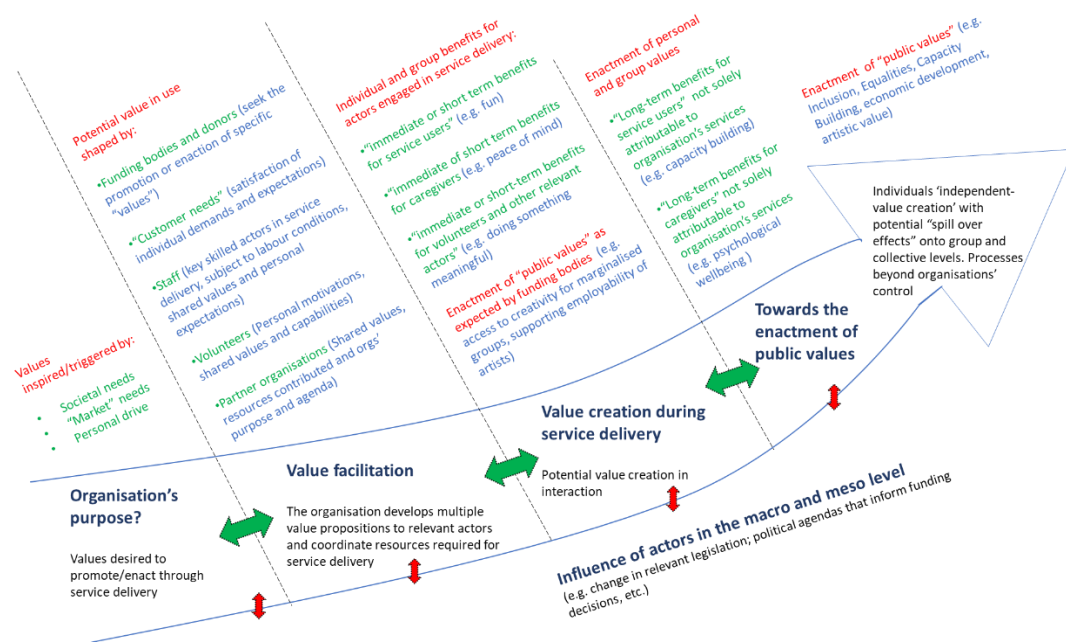 Values
inspired/triggered by:
• Societal needs
• “Market” needs
• Personal drive
Potential value in use
shaped by:
•Funding bodies and donors (seek the
promotion or enaction of specific
“values”)
•“Customer needs” (satisfaction of
individual demands and expectations)
•Staff (key skilled actors in service
delivery, subject to labour conditions,
shared values and personal
expectations)
•Volunteers (Personal motivations,
shared values and capabilities)
•Partner organisations (Shared values,
resources contributed and orgs’
purpose and agenda)
Individual and group benefits for
actors engaged in service delivery:
•“immediate or short term benefits
for service users” (e.g. fun)
•“immediate of short term benefits
for caregivers (e.g. peace of mind)
•“immediate or short-term benefits
for volunteers and other relevant
actors” (e.g. doing something
meaningful)
Enactment of “public values” as
expected by funding bodies (e.g.
access to creativity for marginalised
groups, supporting employability of
artists)
Enactment of personal
and group values
•“Long-term benefits for
service users” not solely
attributable to
organisation’s services
(e.g. capacity building)
•“Long-term benefits for
caregivers” not solely
attributable to
organisation’s services
(e.g. psychological
wellbeing )
Enactment of “public values” (e.g.
Inclusion, Equalities, Capacity
Building, economic development,
artistic value)
Individuals ‘independent-
value creation’ with
potential “spill over
effects” onto group and
collective levels. Processes
beyond organisations’
control
Organisation’s
purpose?
Values desired to
promote/enact through
service delivery
Value facilitation
The organisation develops multiple
value propositions to relevant actors
and coordinate resources required for
service delivery
Value creation during
service delivery
Potential value creation in
interaction
Towards the
enactment of
public values
Influence of actors in the macro and meso level
(e.g. change in relevant legislation; political agendas that inform funding
decisions, etc.)